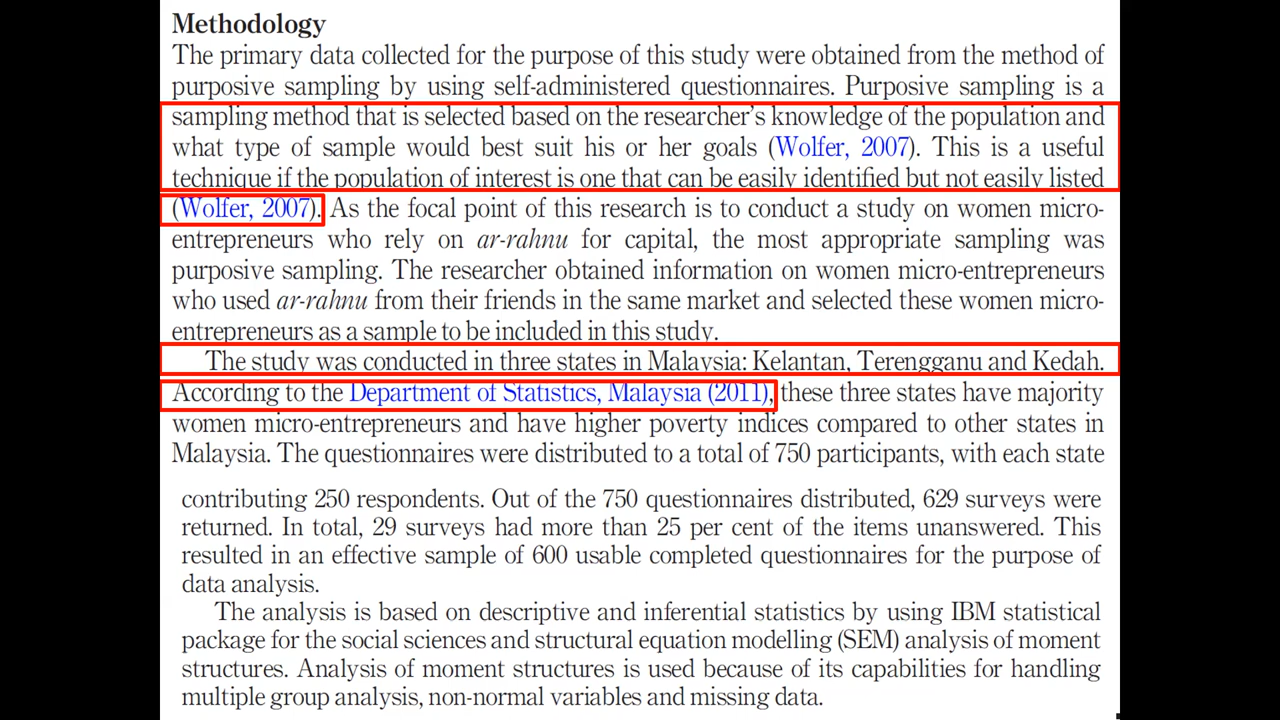 Methodology
The primary data collected for the purpose of this study were obtained from the method of
purposive sampling by using self-administered questionnaires. Purposive sampling is a
sampling method that is selected based on the researcher's knowledge of the population and
what type of sample would best suit his or her goals (Wolfer, 2007). This is a useful
technique if the population of interest is one that can be easily identified but not easily listed
(Wolfer, 2007). As the focal point of this research is to conduct a study on women micro-
entrepreneurs who rely on ar-rahnu for capital, the most appropriate sampling was
purposive sampling. The researcher obtained information on women micro-entrepreneurs
who used ar-rahnu from their friends in the same market and selected these women micro-
entrepreneurs as a sample to be included in this study.
The study was conducted in three states in Malaysia: Kelantan, Terengganu and Kedah.
According to the Department of Statistics, Malaysia (2011), these three states have majority
women micro-entrepreneurs and have higher poverty indices compared to other states in
Malaysia. The questionnaires were distributed to a total of 750 participants, with each state
contributing 250 respondents. Out of the 750 questionnaires distributed, 629 surveys were
returned. In total, 29 surveys had more than 25 per cent of the items unanswered. This
resulted in an effective sample of 600 usable completed questionnaires for the purpose of
data analysis.
The analysis is based on descriptive and inferential statistics by using IBM statistical
package for the social sciences and structural equation modelling (SEM) analysis of moment
structures. Analysis of moment structures is used because of its capabilities for handling
multiple group analysis, non-normal variables and missing data.